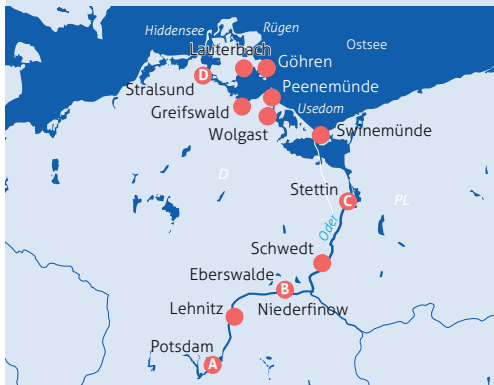 Hiddensee
Rügen
Ostsee
Lauterbach
Göhren
D
Stralsund
Peenemünde
Greifswald
Usedom
Wolgast
Swinemünde
D
Stettin
C
PL
Oder
Schwedt
Eberswalde
B
Niederfinow
Lehnitz
Potsdam
A